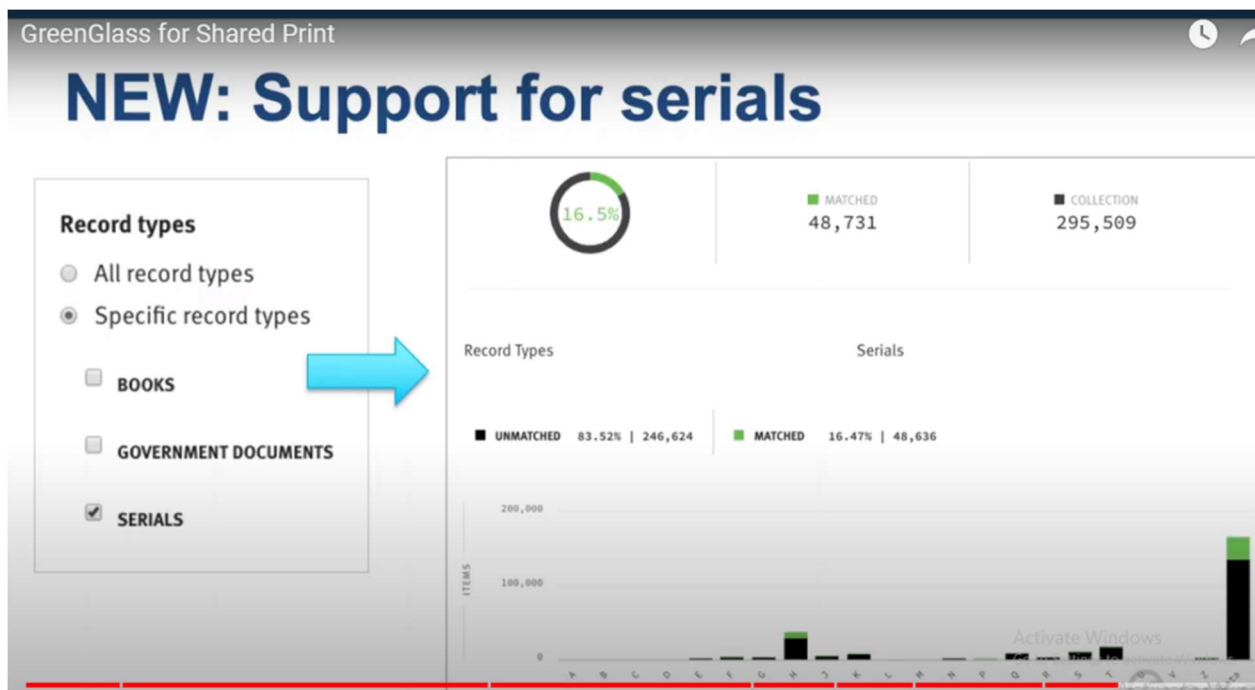 GreenGlass for Shared Print
NEW: Support for serials
Record types
All record types
Specific record types
BOOKS
GOVERNMENT DOCUMENTS
SERIALS
16.5%
MATCHED
48,731
COLLECTION
295,509
Record Types
Serials
UNMATCHED 83.52% | 246,624
MATCHED 16.47% | 48,636
ITEMS
200,000
100,000
0
A B C D E F G H J K L M N P Q R S T U V Z
Activate Windows